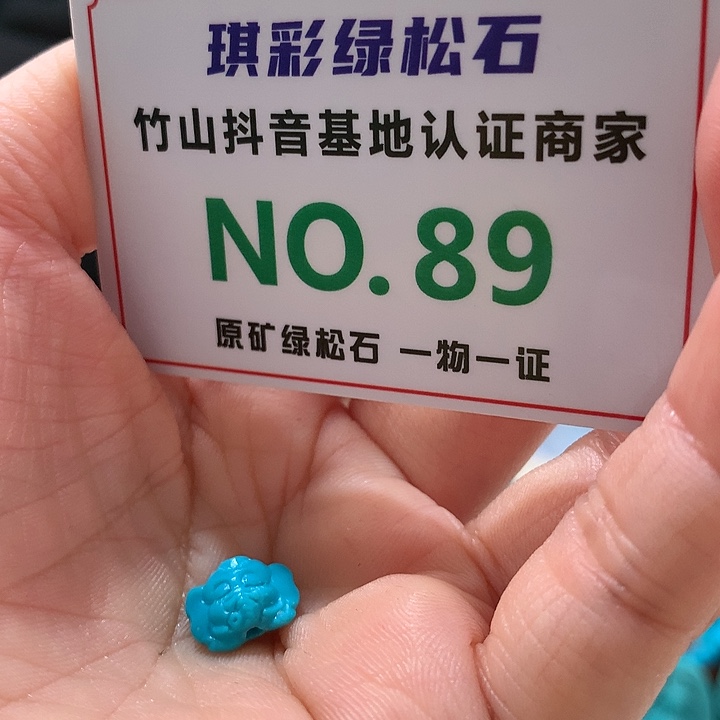 琪彩绿松石
竹山抖音基地认证商家
NO.89
原矿绿松石 一物一证